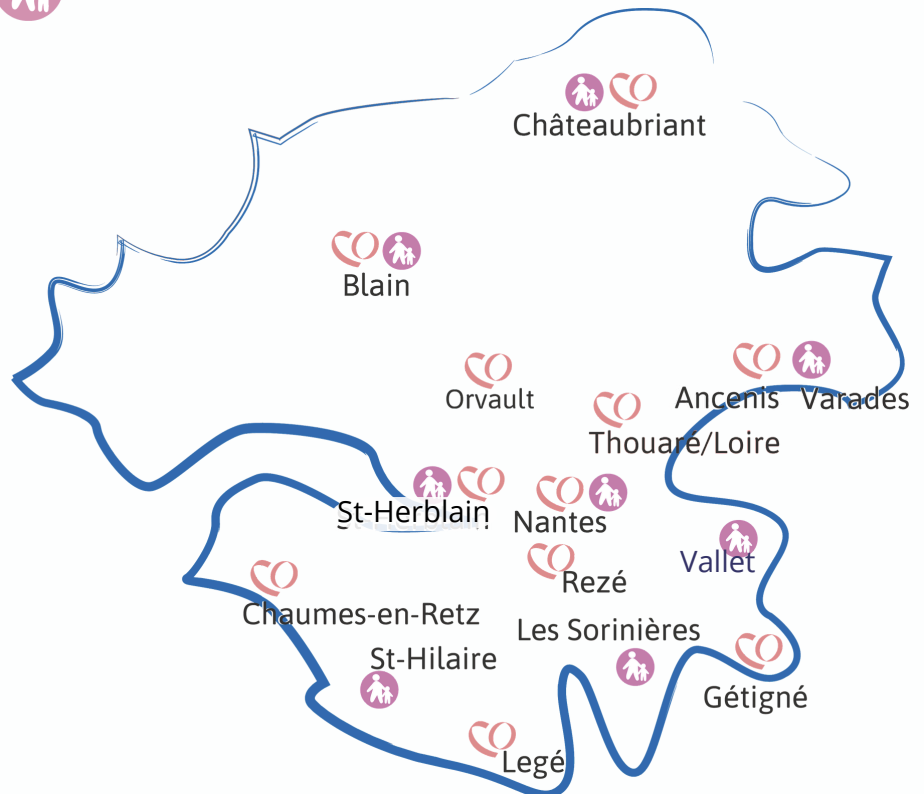 Châteaubriant
Blain
Orvault
Ancenis
Varades
Thouaré/Loire
St-Herblain
Nantes
Vallet
Rezé
Chaumes-en-Retz
Les Sorinières
St-Hilaire
Gétigné
Legé